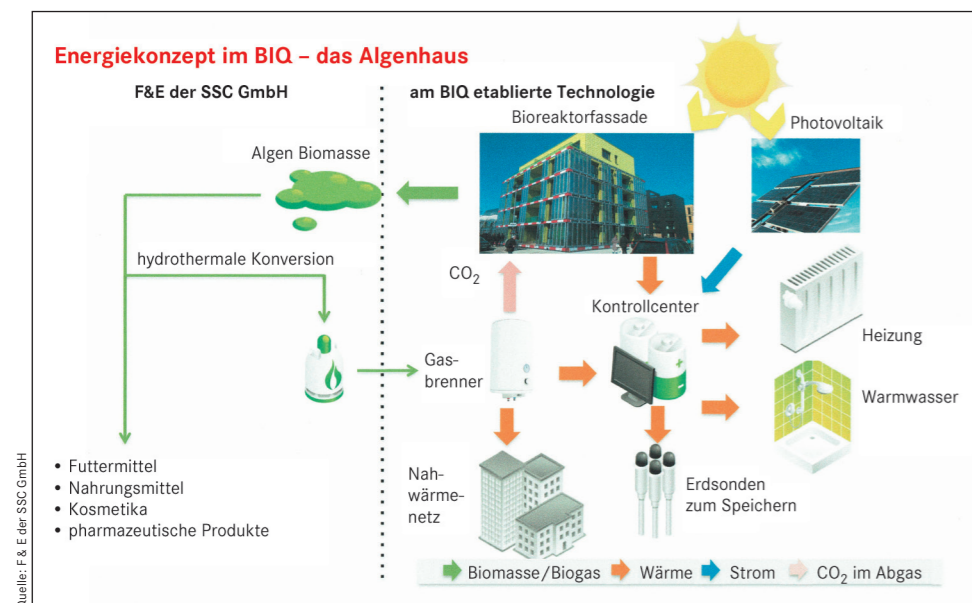 Energiekonzept im BIQ – das Algenhaus
F&E der SSC GmbH
am BIQ etablierte Technologie
Bioreaktorfassade
Photovoltaik
Algen Biomasse
hydrothermale Konversion
CO₂
Kontrollcenter
Heizung
Gas-
brenner
Warmwasser
Nah-
wärme-
netz
Erdsonden
zum Speichern
• Futtermittel
• Nahrungsmittel
• Kosmetika
• pharmazeutische Produkte
Biomasse/Biogas Wärme Strom CO₂ im Abgas
Quelle: F & E der SSC GmbH